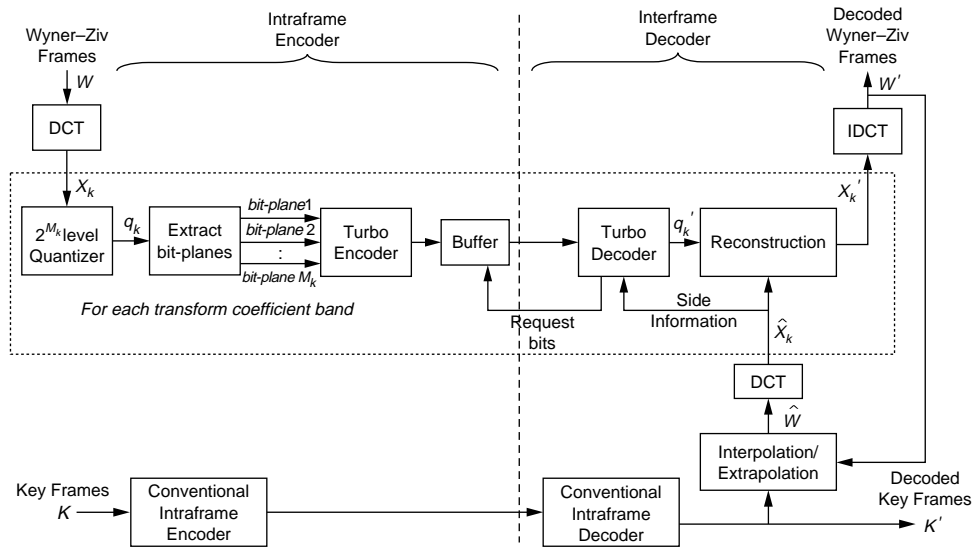 Intraframe
Encoder
Interframe
Decoder
Decoded
Wyner–Ziv
Frames
Wyner–Ziv
Frames
W
W'
DCT
IDCT
X_k
X_k'
2^{M_k} level
Quantizer
q_k
Extract
bit-planes
bit-plane1
bit-plane 2
:
bit-plane M_k
Turbo
Encoder
Buffer
Turbo
Decoder
q_k'
Reconstruction
For each transform coefficient band
Request
bits
Side
Information
X̂_k
DCT
Ŵ
Interpolation/
Extrapolation
Key Frames
K
Conventional
Intraframe
Encoder
Conventional
Intraframe
Decoder
Decoded
Key Frames
K'